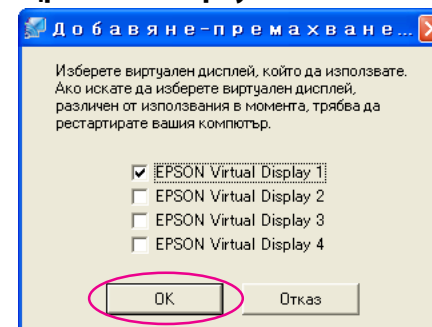 Добавяне-премахване...
Изберете виртуален дисплей, който да използвате.
Ако искате да изберете виртуален дисплей,
различен от използвания в момента, трябва да
рестартирате вашия компютър.
EPSON Virtual Display 1
EPSON Virtual Display 2
EPSON Virtual Display 3
EPSON Virtual Display 4
OK
Отказ